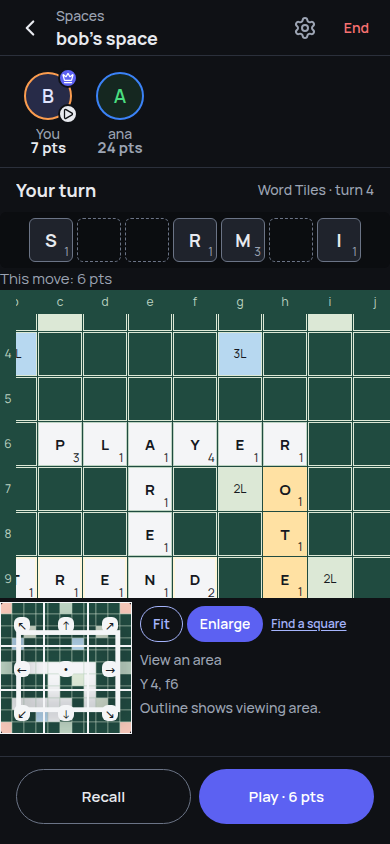 Spaces
bob's space
End
B
A
You
ana
7 pts
24 pts
Your turn
Word Tiles · turn 4
S 1 R 1 M 3 I 1
This move: 6 pts
c d e f g h i j
4 L 3L
5
6 P 3 L 1 A 1 Y 4 E 1 R 1
7 R 1 2L O 1
8 E 1 T 1
9 1 R 1 E 1 N 1 D 2 E 1 2L
Fit
Enlarge
Find a square
View an area
Y 4, f6
Outline shows viewing area.
Recall
Play · 6 pts